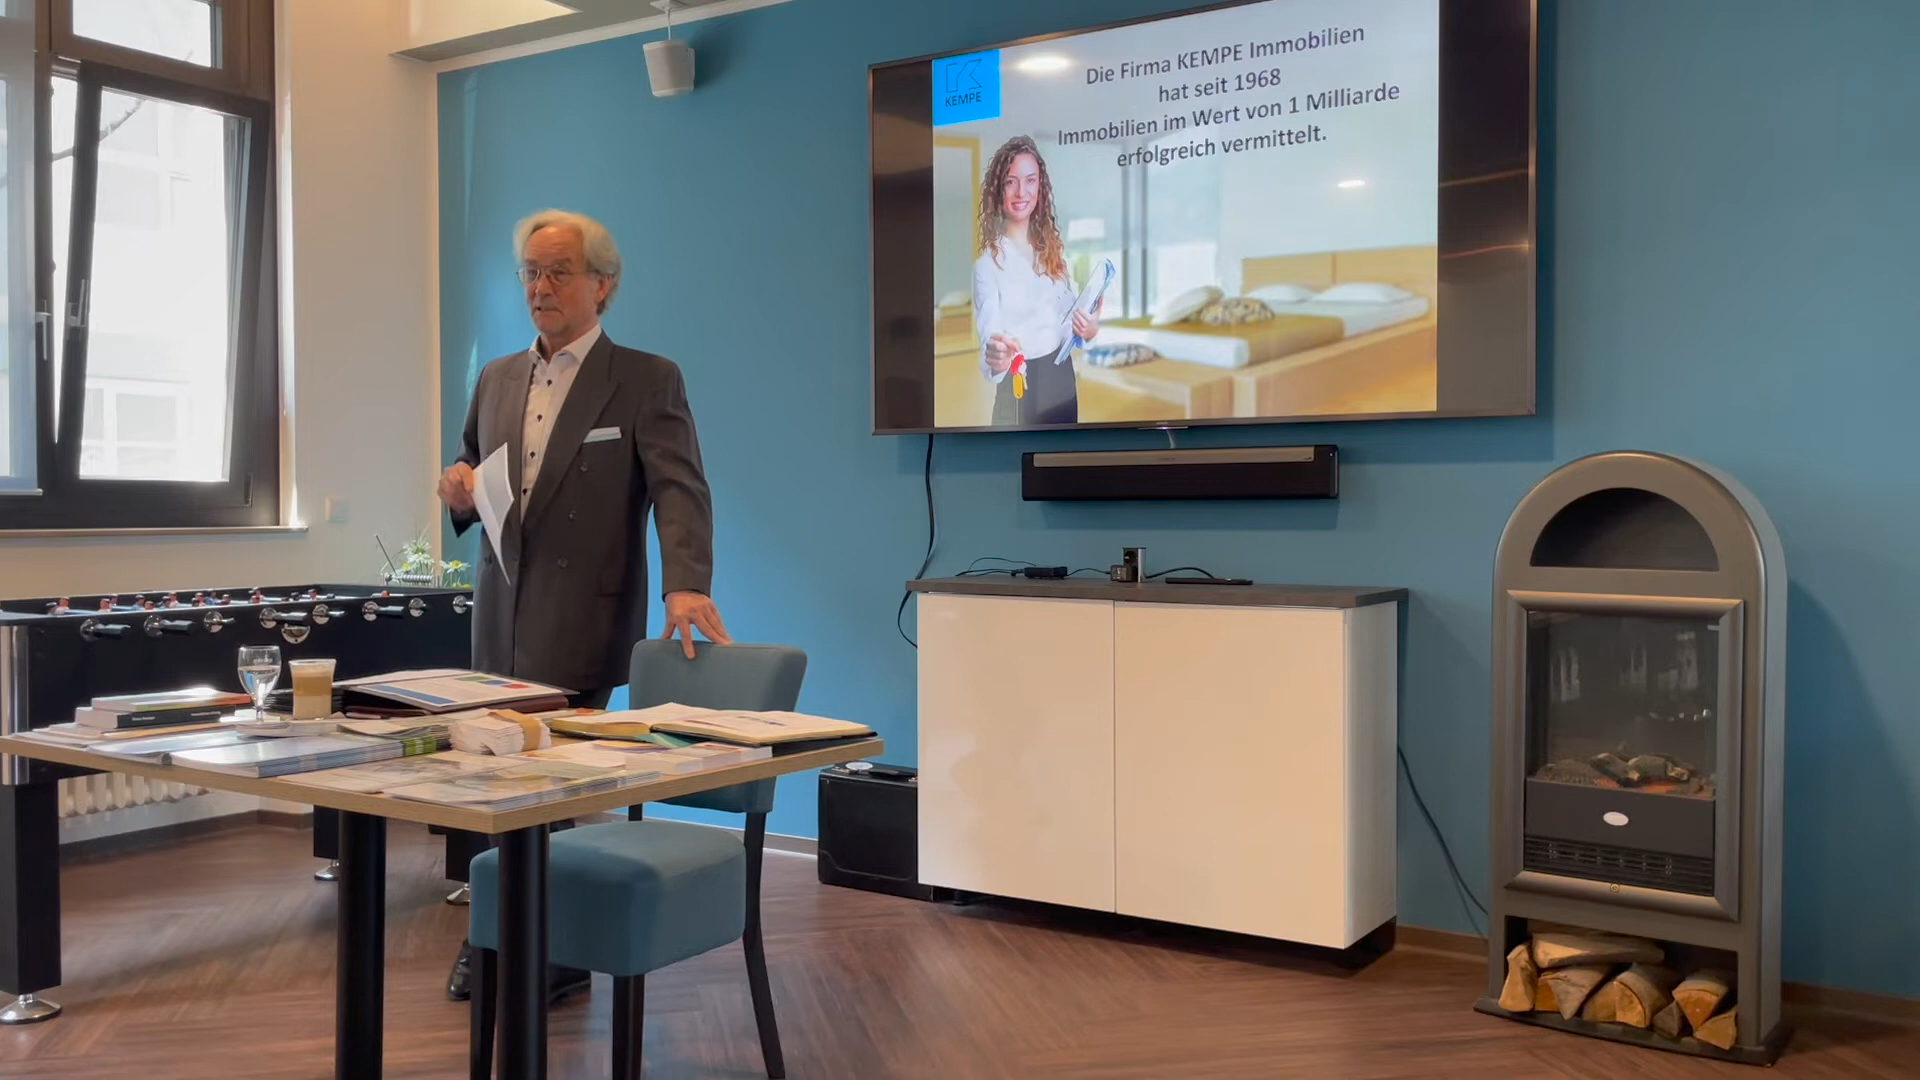 KEMPE
Die Firma KEMPE Immobilien
hat seit 1968
Immobilien im Wert von 1 Milliarde
erfolgreich vermittelt.